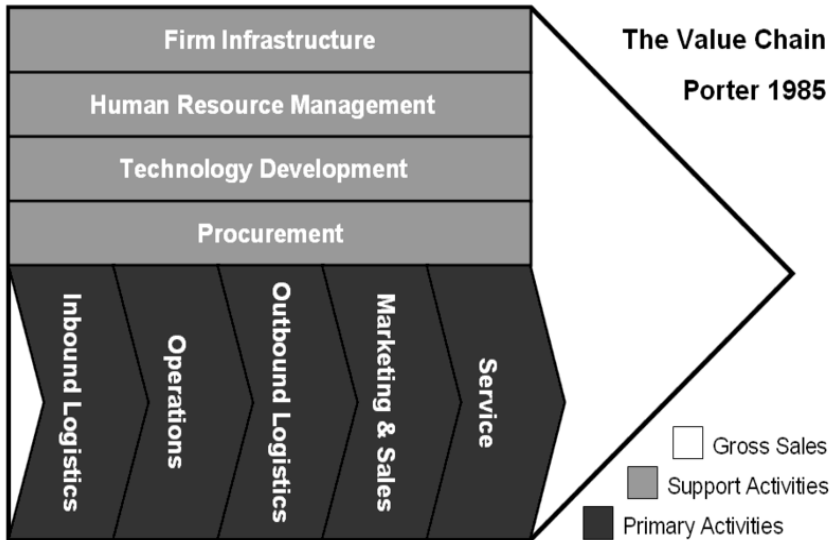 Firm Infrastructure
The Value Chain
Porter 1985
Human Resource Management
Technology Development
Procurement
Inbound Logistics
Operations
Outbound Logistics
Marketing & Sales
Service
Gross Sales
Support Activities
Primary Activities